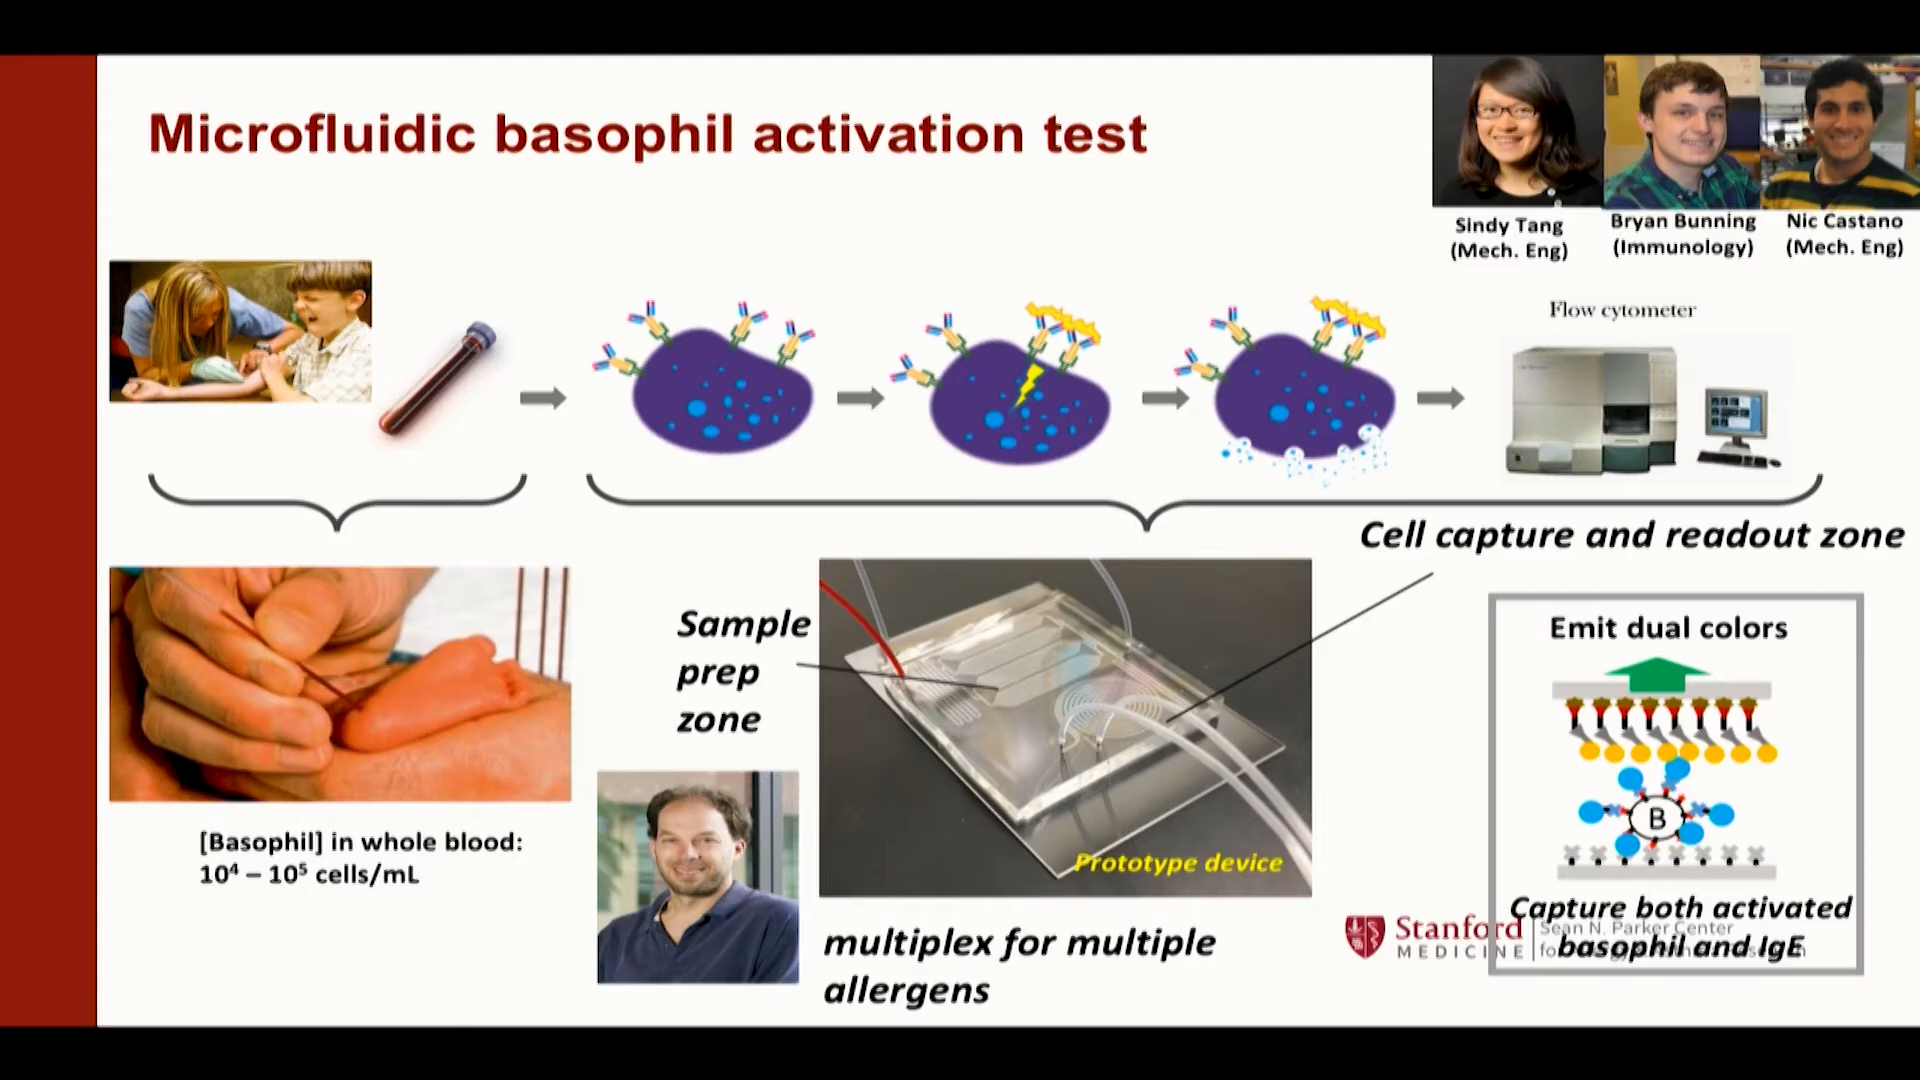 Microfluidic basophil activation test
Sindy Tang
(Mech. Eng)
Bryan Bunning
(Immunology)
Nic Castano
(Mech. Eng)
Flow cytometer
Cell capture and readout zone
Sample
prep
zone
Prototype device
Emit dual colors
B
Capture both activated
basophil and IgE
[Basophil] in whole blood:
10⁴ – 10⁵ cells/mL
multiplex for multiple
allergens
Stanford
MEDICINE
Sean N. Parker Center